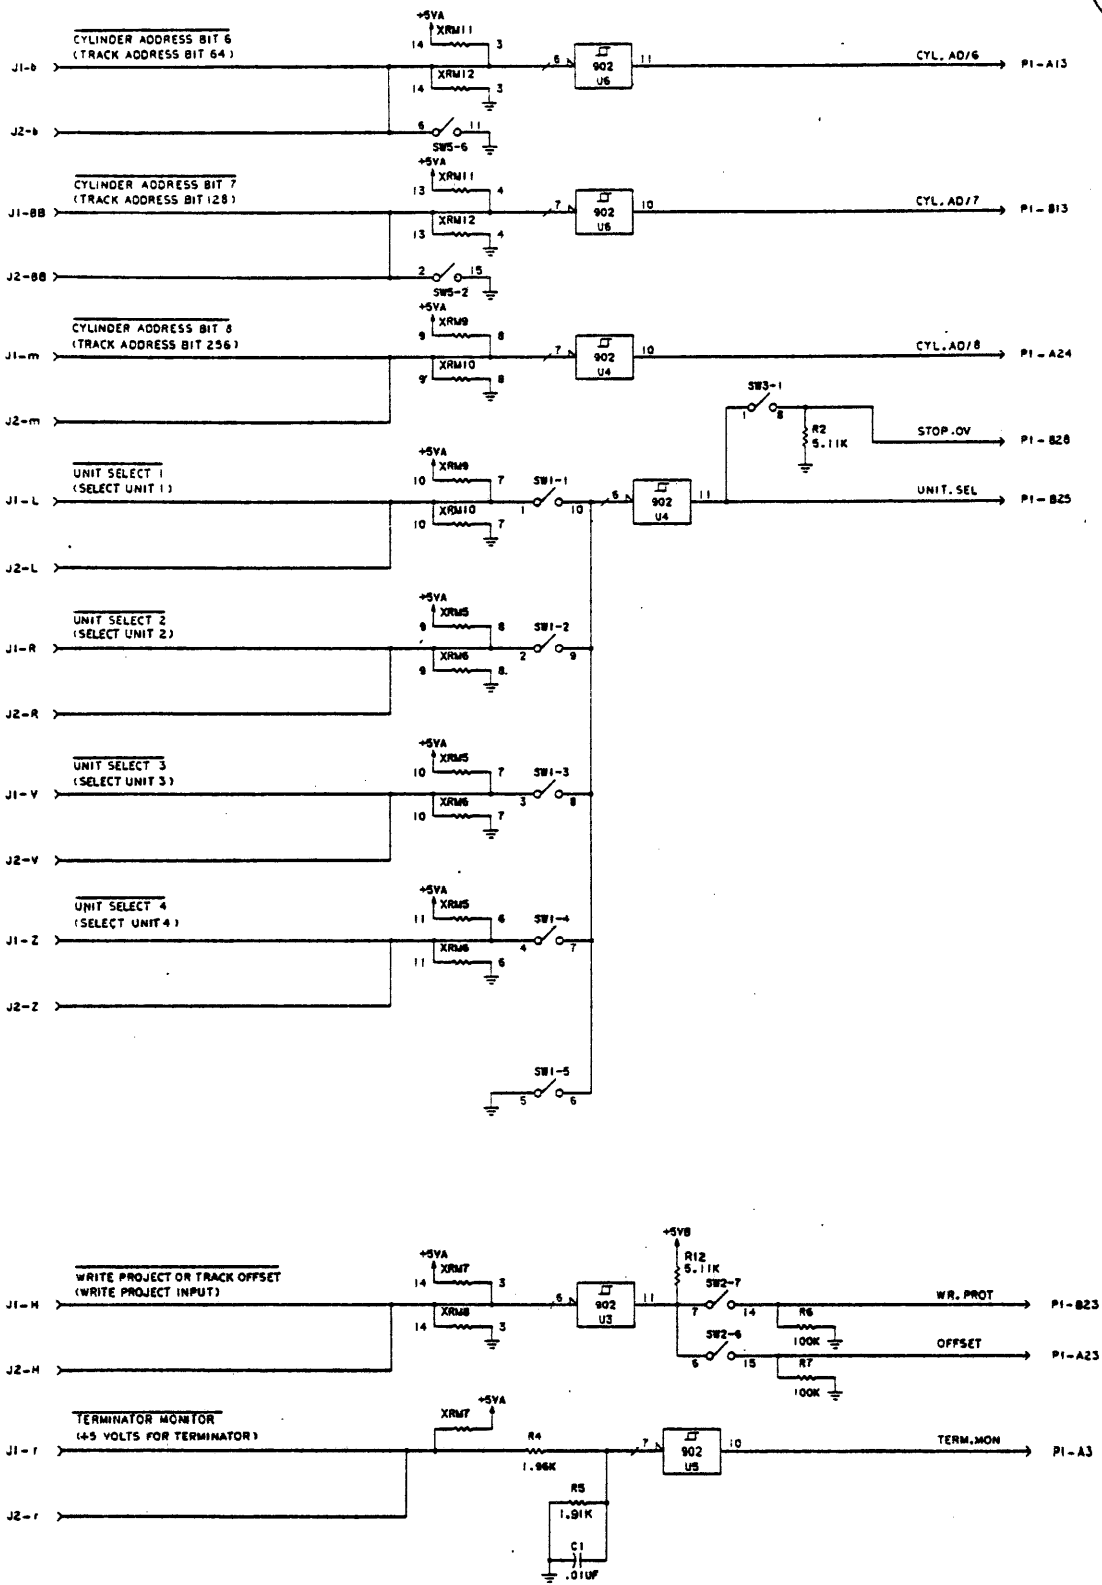 CYLINDER ADDRESS BIT 6
(TRACK ADDRESS BIT 64)
+5VA
XRM11
14 3
J1-b 6 902 U6 11 CYL. AD/6 P1-A13
XRM12
14 3
J2-b 6 11
SW5-6
CYLINDER ADDRESS BIT 7
(TRACK ADDRESS BIT 128)
+5VA
XRM11
13 4
J1-BB 7 902 U6 10 CYL. AD/7 P1-B13
XRM12
13 4
J2-BB 2 15
SW5-2
CYLINDER ADDRESS BIT 8
(TRACK ADDRESS BIT 256)
+5VA
XRM9
9 8
J1-m 7 902 U4 10 CYL. AD/8 P1-A24
XRM10
9 8
SW3-1
1 8
R2
5.11K
J2-m
STOP.OV P1-B28
UNIT SELECT 1
(SELECT UNIT 1)
+5VA
XRM9
10 7
SW1-1
J1-L 1 10 6 902 U4 11 UNIT. SEL P1-B25
XRM10
10 7
J2-L
UNIT SELECT 2
(SELECT UNIT 2)
+5VA
XRM5
9 8
SW1-2
J1-R 2 9
XRM6
9 8
J2-R
UNIT SELECT 3
(SELECT UNIT 3)
+5VA
XRM5
10 7
SW1-3
J1-V 3 8
XRM6
10 7
J2-V
UNIT SELECT 4
(SELECT UNIT 4)
+5VA
XRM5
11 6
SW1-4
J1-Z 4 7
XRM6
11 6
J2-Z
SW1-5
5 6
WRITE PROJECT OR TRACK OFFSET
(WRITE PROJECT INPUT)
+5VA
XRM7
14 3
+5VB
R12
5.11K
SW2-7
J1-H 6 902 U3 11 7 14 WR. PROT P1-B23
XRM8
14 3
R6
100K
SW2-6
6 15 OFFSET P1-A23
J2-H
R7
100K
TERMINATOR MONITOR
(+5 VOLTS FOR TERMINATOR)
+5VA
XRM7
J1-r R4 1.96K 7 902 U5 10 TERM.MON P1-A3
R5
1.91K
J2-r
C1
.01UF